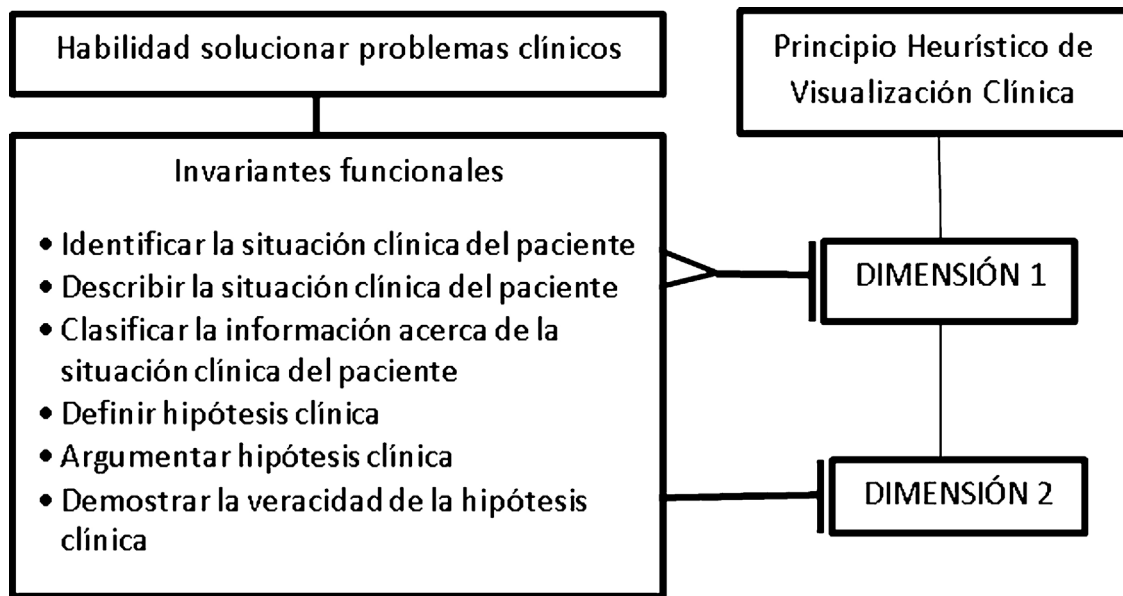 Habilidad solucionar problemas clínicos
Principio Heurístico de
Visualización Clínica
Invariantes funcionales
• Identificar la situación clínica del paciente
• Describir la situación clínica del paciente
• Clasificar la información acerca de la
situación clínica del paciente
• Definir hipótesis clínica
• Argumentar hipótesis clínica
• Demostrar la veracidad de la hipótesis
clínica
DIMENSIÓN 1
DIMENSIÓN 2